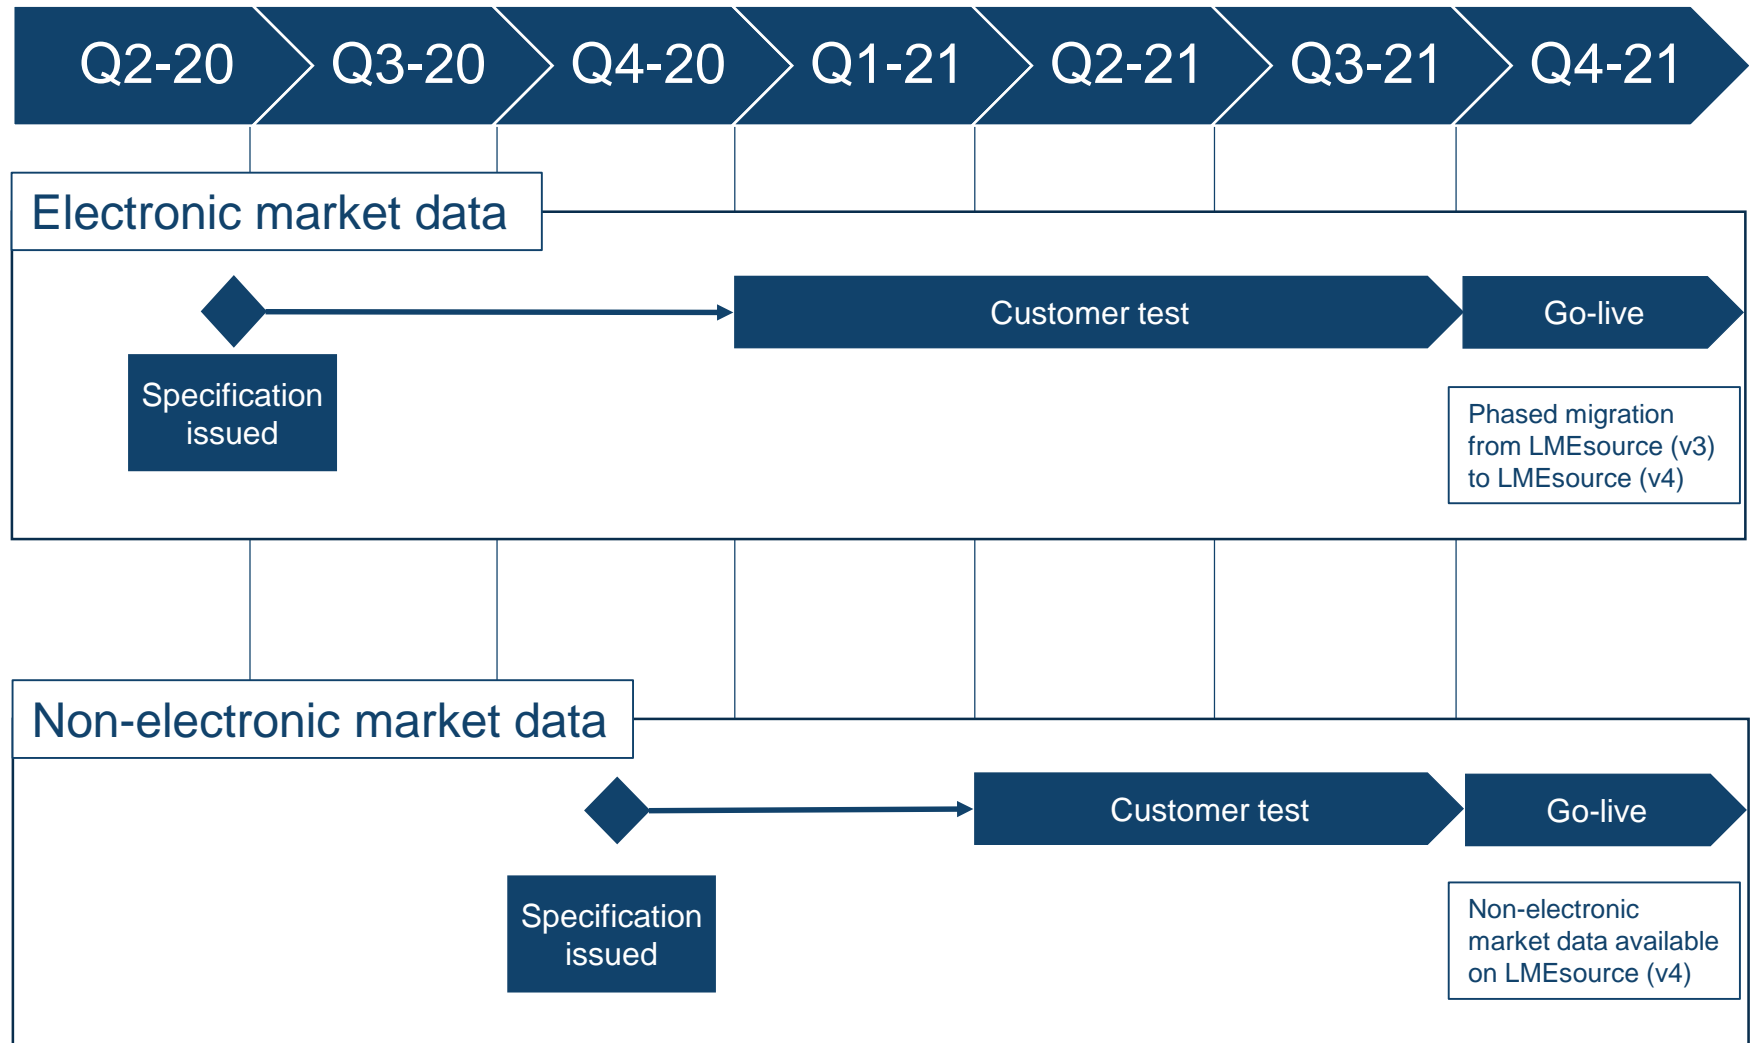 Q2-20 Q3-20 Q4-20 Q1-21 Q2-21 Q3-21 Q4-21
Electronic market data
Customer test
Go-live
Specification
issued
Phased migration
from LMEsource (v3)
to LMEsource (v4)
Non-electronic market data
Customer test
Go-live
Specification
issued
Non-electronic
market data available
on LMEsource (v4)